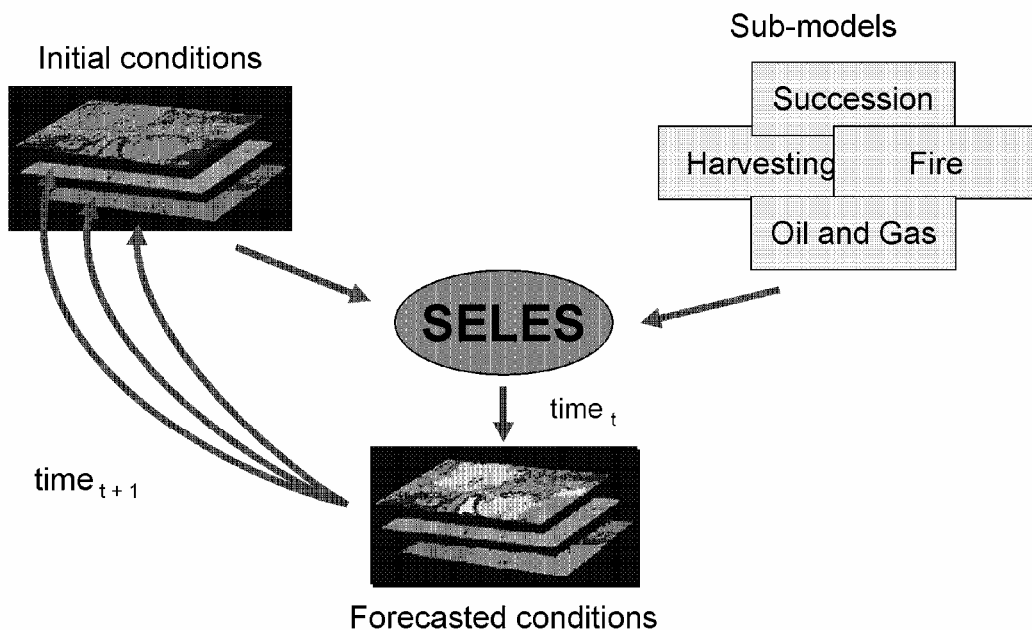 Sub-models
Initial conditions
Succession
Harvesting
Fire
Oil and Gas
SELES
time t
time t + 1
Forecasted conditions